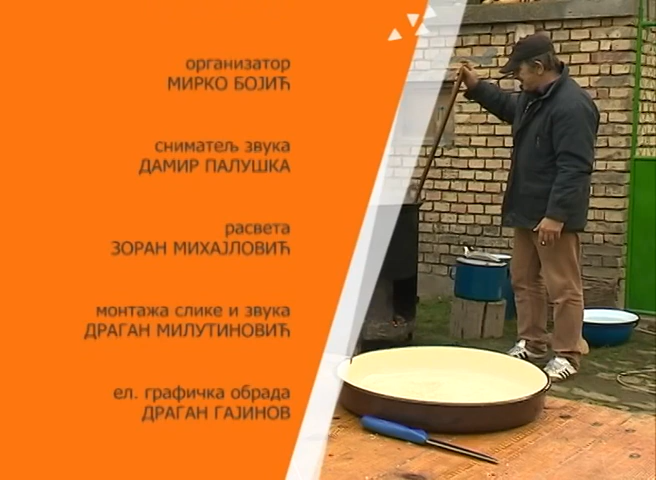 организатор
МИРКО БОЈИЋ
сниматељ звука
ДАМИР ПАЛУШКА
расвета
ЗОРАН МИХАЈЛОВИЋ
монтажа слике и звука
ДРАГАН МИЛУТИНОВИЋ
ел. графичка обрада
ДРАГАН ГАЈИНОВ